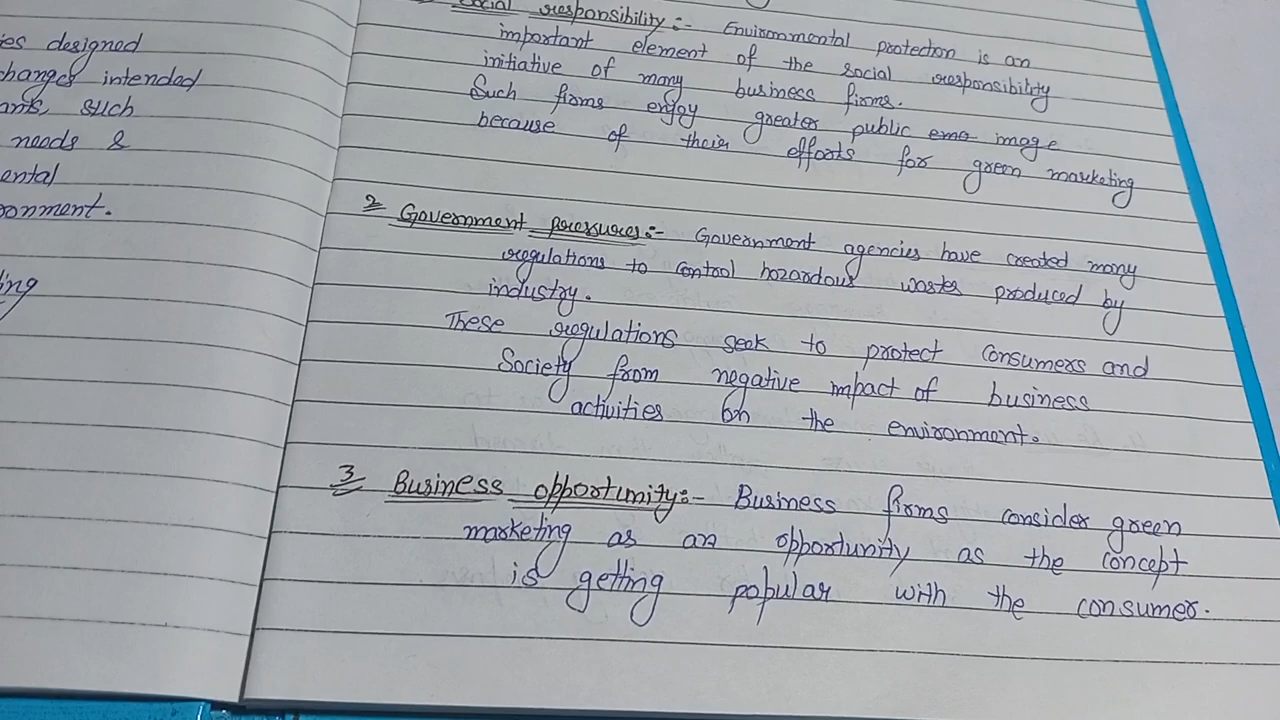 ies designed
changes intended
ants, such
needs &
ental
ronment.
ing
Social responsibility :- Environmental protection is an
important element of the social responsibility
initiative of many business firms.
Such firms enjoy greater public image
because of their efforts for green marketing
2 Government pressures :- Government agencies have created many
regulations to control hazardous wastes produced by
industry.
These regulations seek to protect consumers and
Society from negative impact of business
activities on the environment.
3 Business opportunity :- Business firms consider green
marketing as an opportunity as the concept
is getting popular with the consumer.